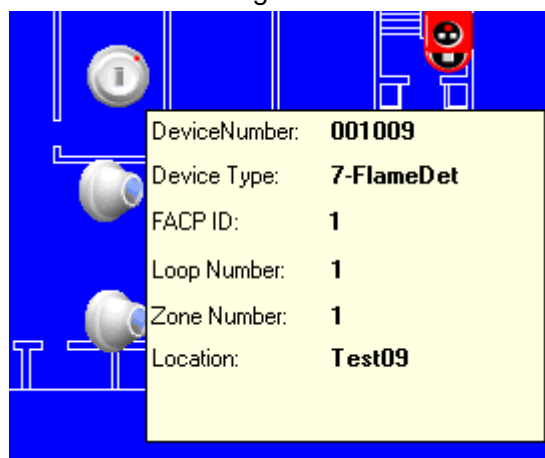 DeviceNumber: 001009
Device Type: 7-FlameDet
FACP ID: 1
Loop Number: 1
Zone Number: 1
Location: Test09